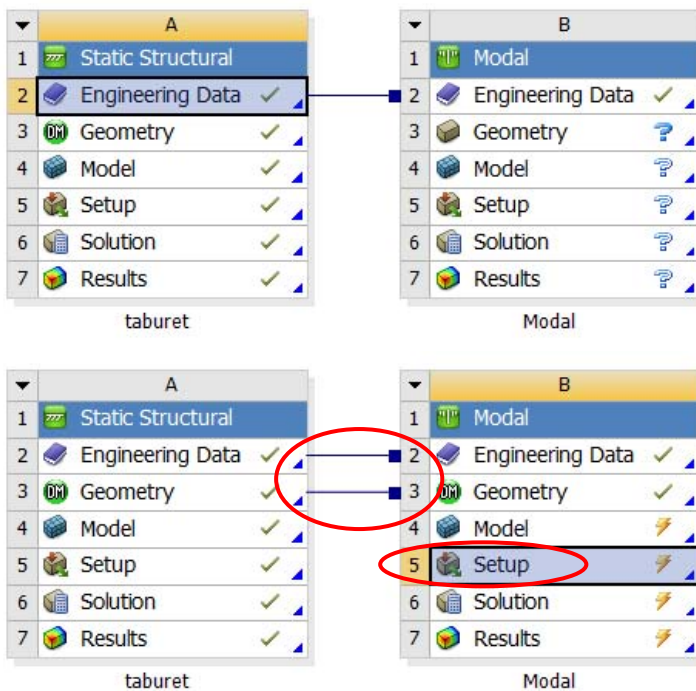 A
1 Static Structural
2 Engineering Data
3 DM Geometry
4 Model
5 Setup
6 Solution
7 Results
taburet
B
1 Modal
2 Engineering Data
3 Geometry ?
4 Model ?
5 Setup ?
6 Solution ?
7 Results ?
Modal
A
1 Static Structural
2 Engineering Data
3 DM Geometry
4 Model
5 Setup
6 Solution
7 Results
taburet
B
1 Modal
2 Engineering Data
3 DM Geometry
4 Model
5 Setup
6 Solution
7 Results
Modal